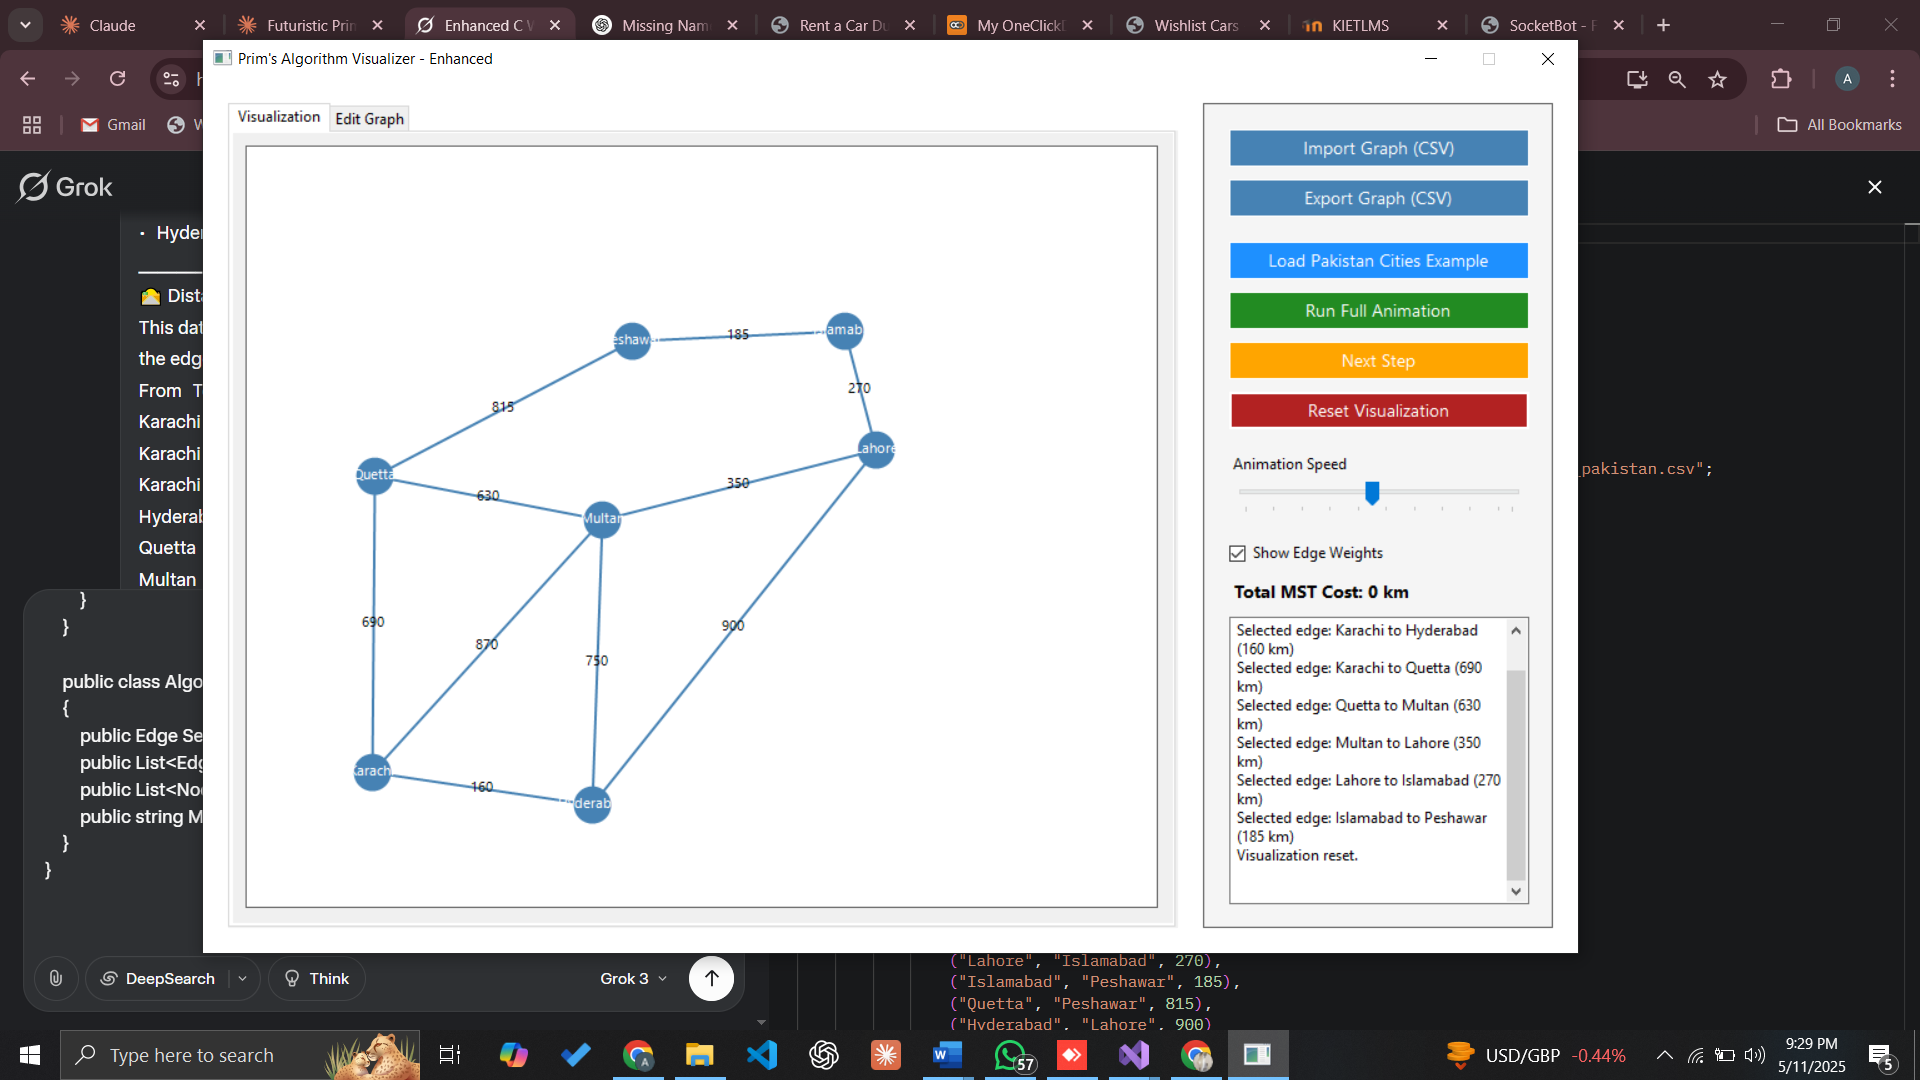 Claude
Futuristic Prin
Enhanced C V
Missing Nam
Rent a Car Du
My OneClick
Wishlist Cars
KIETLMS
SocketBot - F
Prim's Algorithm Visualizer - Enhanced
A
Gmail
All Bookmarks
Visualization
Edit Graph
Import Graph (CSV)
Export Graph (CSV)
Load Pakistan Cities Example
Run Full Animation
Next Step
Reset Visualization
Animation Speed
Show Edge Weights
Total MST Cost: 0 km
Selected edge: Karachi to Hyderabad
(160 km)
Selected edge: Karachi to Quetta (690
km)
Selected edge: Quetta to Multan (630
km)
Selected edge: Multan to Lahore (350
km)
Selected edge: Lahore to Islamabad (270
km)
Selected edge: Islamabad to Peshawar
(185 km)
Visualization reset.
eshawa
185
amab
270
815
Lahore
Quetta
630
350
Multan
690
870
750
900
Karach
160
derab
Grok
· Hyder
Dista
This dat
the edg
From T
Karachi
Karachi
Karachi
Hyderab
Quetta
Multan
}
}
public class Algo
{
public Edge Se
public List<Edg
public List<No
public string M
}
}
DeepSearch
Think
Grok 3
_pakistan.csv";
("Lahore", "Islamabad", 270),
("Islamabad", "Peshawar", 185),
("Quetta", "Peshawar", 815),
("Hyderabad", "Lahore", 900)
Type here to search
57
USD/GBP -0.44%
9:29 PM
5/11/2025
5